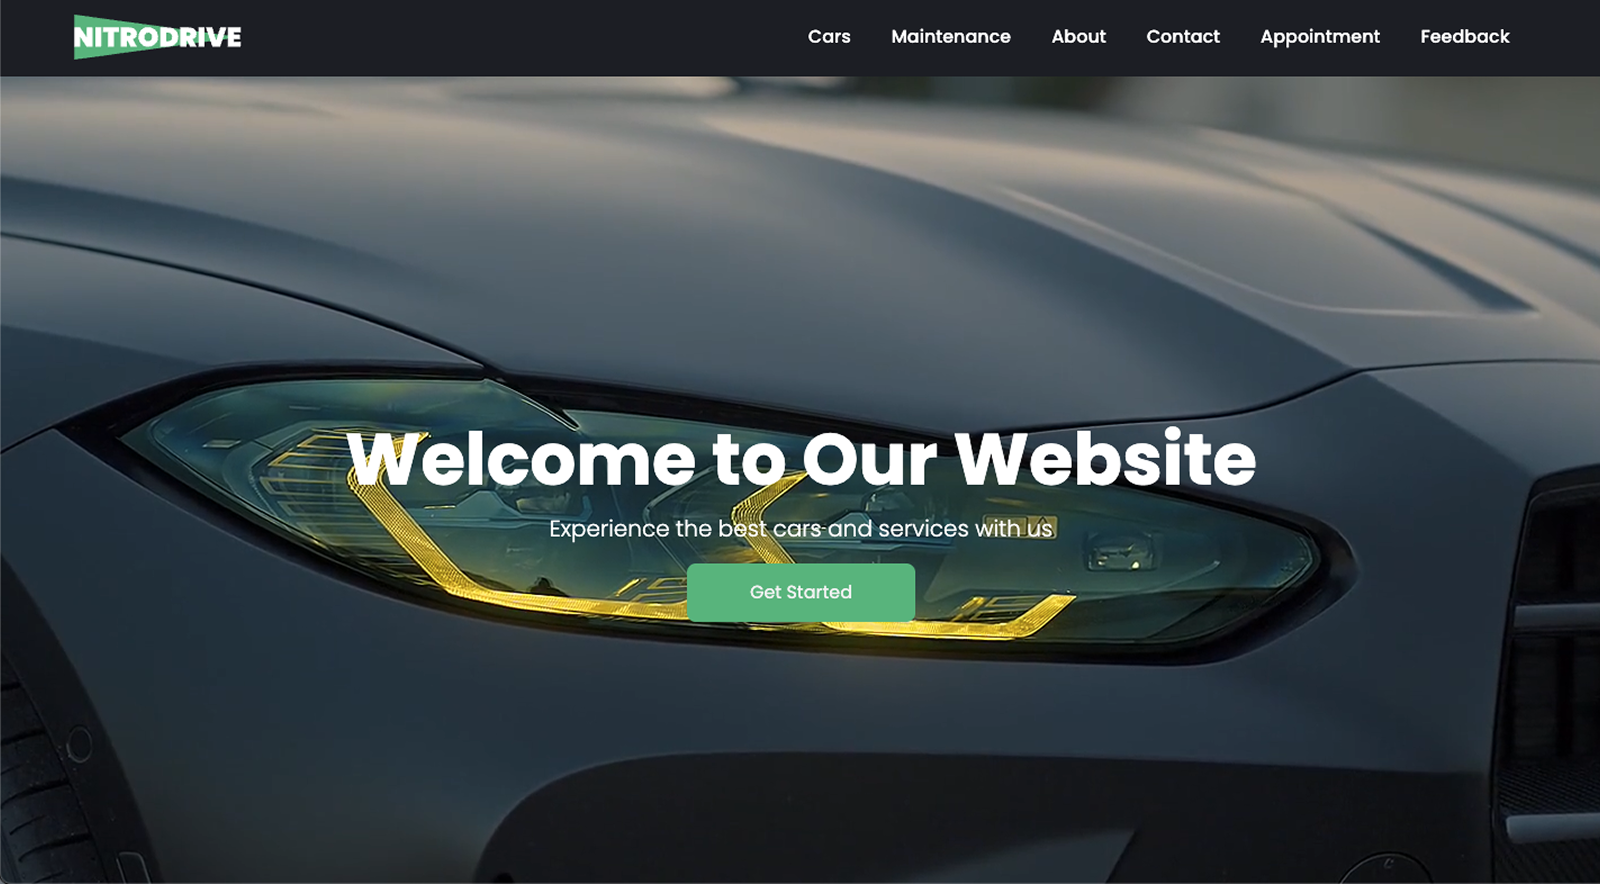 NITRODRIVE
Cars Maintenance About Contact Appointment Feedback
Welcome to Our Website
Experience the best cars and services with us
Get Started